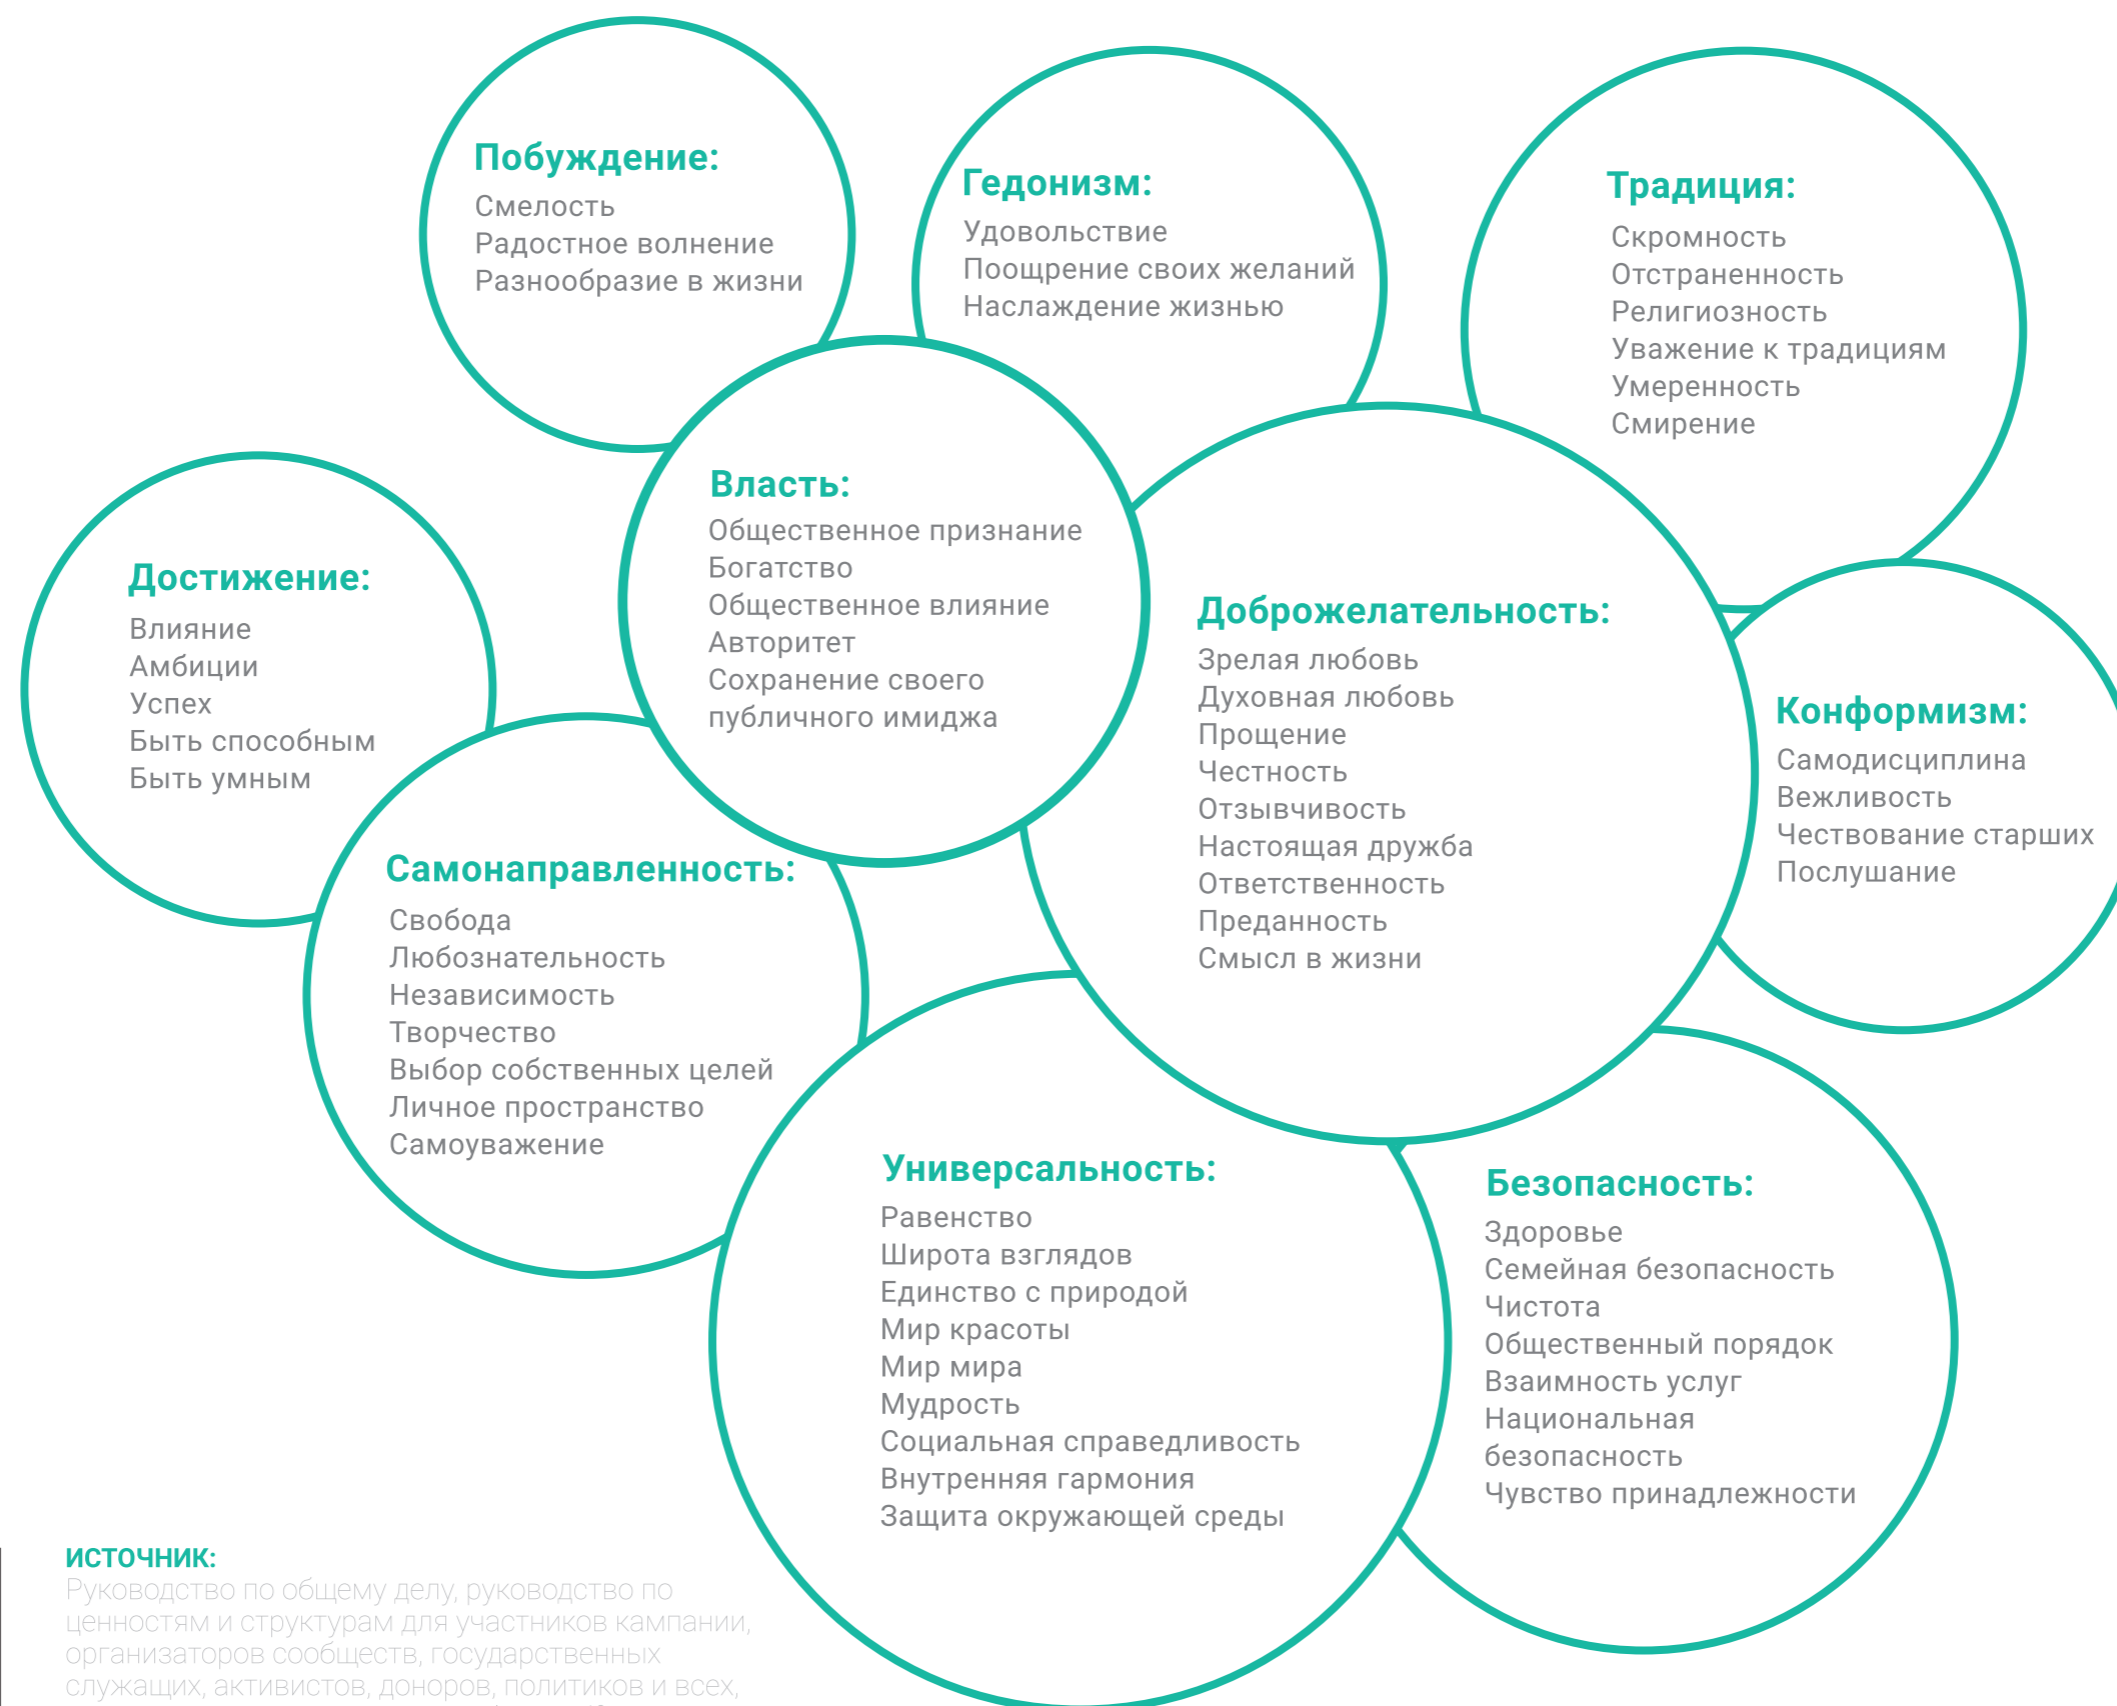 Побуждение:
Смелость
Радостное волнение
Разнообразие в жизни
Гедонизм:
Удовольствие
Поощрение своих желаний
Наслаждение жизнью
Традиция:
Скромность
Отстраненность
Религиозность
Уважение к традициям
Умеренность
Смирение
Власть:
Общественное признание
Богатство
Общественное влияние
Авторитет
Сохранение своего
публичного имиджа
Достижение:
Влияние
Амбиции
Успех
Быть способным
Быть умным
Доброжелательность:
Зрелая любовь
Духовная любовь
Прощение
Честность
Отзывчивость
Настоящая дружба
Ответственность
Преданность
Смысл в жизни
Конформизм:
Самодисциплина
Вежливость
Чествование старших
Послушание
Самонаправленность:
Свобода
Любознательность
Независимость
Творчество
Выбор собственных целей
Личное пространство
Самоуважение
Универсальность:
Равенство
Широта взглядов
Единство с природой
Мир красоты
Мир мира
Мудрость
Социальная справедливость
Внутренняя гармония
Защита окружающей среды
Безопасность:
Здоровье
Семейная безопасность
Чистота
Общественный порядок
Взаимность услуг
Национальная
безопасность
Чувство принадлежности
ИСТОЧНИК:
Руководство по общему делу, руководство по
ценностям и структурам для участников кампании,
организаторов сообществ, государственных
служащих, активистов, доноров, политиков и всех,